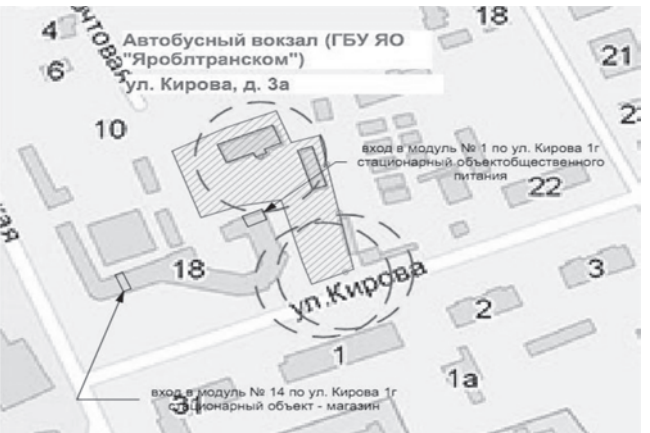 4
чтовая
6
Автобусный вокзал (ГБУ ЯО
"Яроблтранском")
ул. Кирова, д. 3а
18
21
10
вход в модуль № 1 по ул. Кирова 1г
стационарный объектобщественного
питания
22
18
ул.Кирова
3
2
1
1а
31
вход в модуль № 14 по ул. Кирова 1г
стационарный объект - магазин